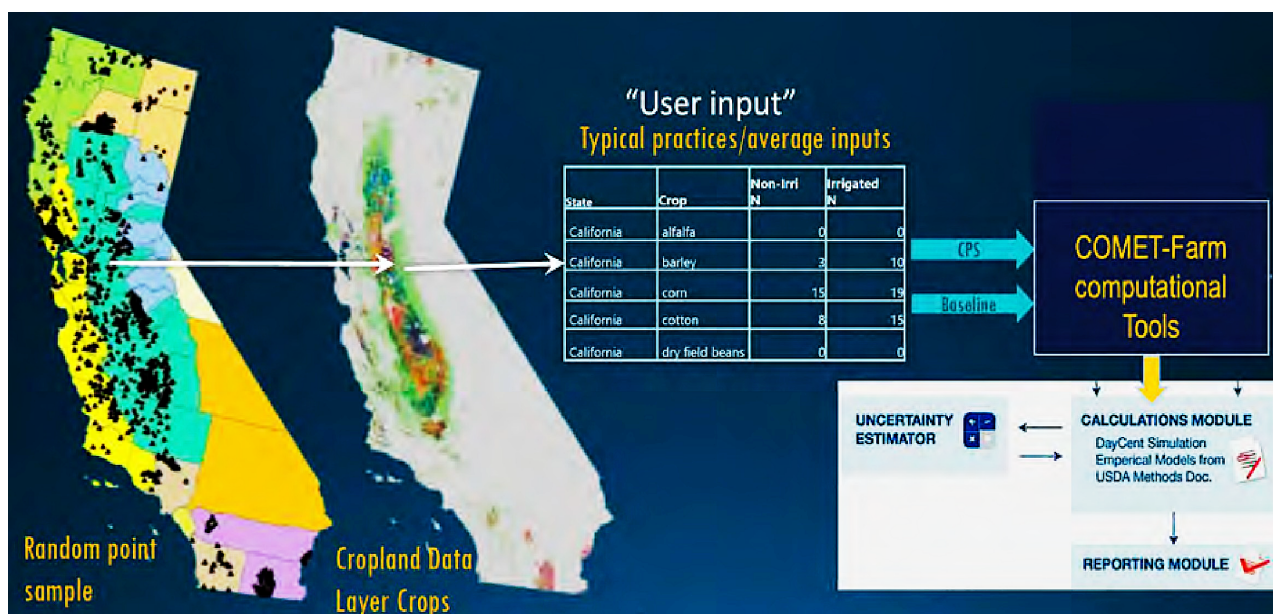 “User input”
Typical practices/average inputs
State Crop Non-Irrl N Irrigated N
California alfalfa 0 0
California barley 3 10
California corn 15 19
California cotton 8 15
California dry field beans 0 0
CPS
Baseline
COMET-Farm
computational
Tools
UNCERTAINTY
ESTIMATOR
CALCULATIONS MODULE
DayCent Simulation
Emperical Models from
USDA Methods Doc.
REPORTING MODULE
Random point
sample
Cropland Data
Layer Crops